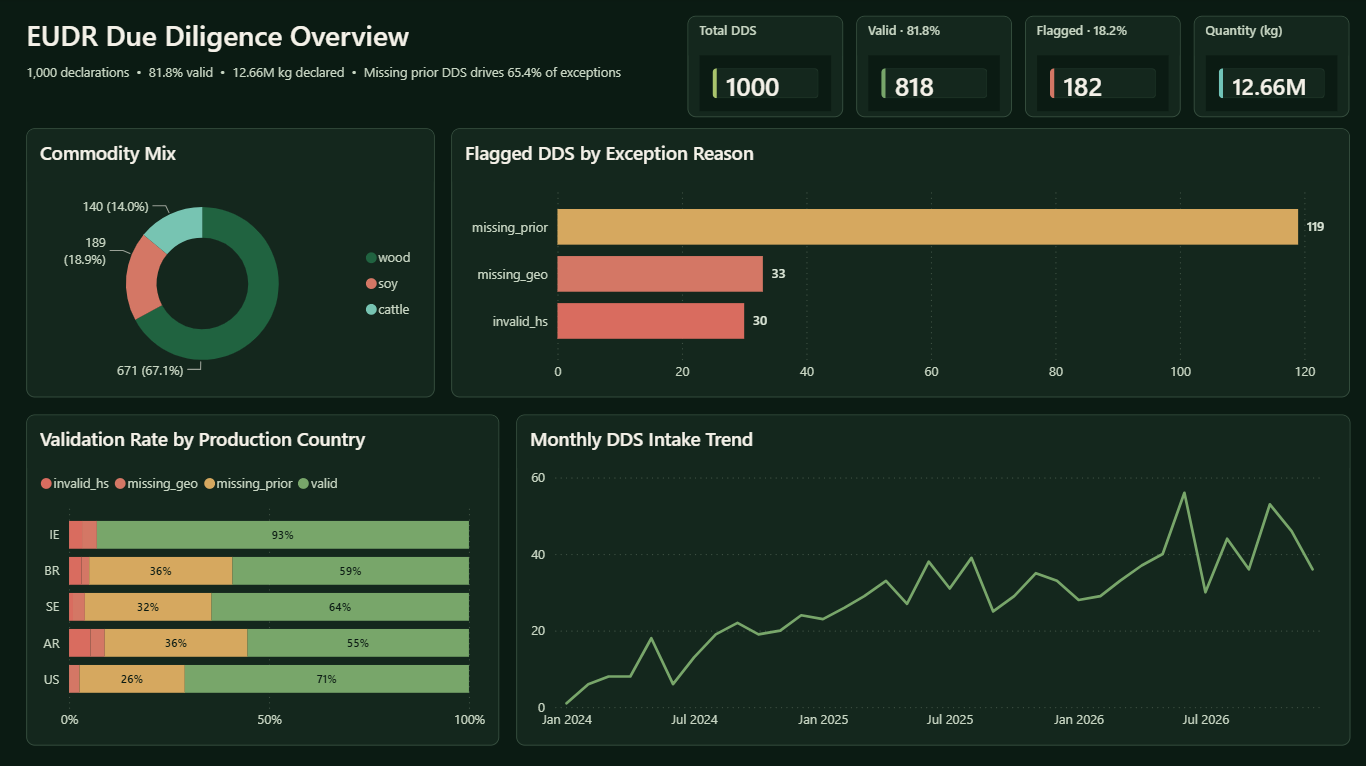 EUDR Due Diligence Overview
1,000 declarations • 81.8% valid • 12.66M kg declared • Missing prior DDS drives 65.4% of exceptions
Total DDS
1000
Valid · 81.8%
818
Flagged · 18.2%
182
Quantity (kg)
12.66M
Commodity Mix
140 (14.0%)
189
(18.9%)
671 (67.1%)
wood
soy
cattle
Flagged DDS by Exception Reason
missing_prior
119
missing_geo
33
invalid_hs
30
0 20 40 60 80 100 120
Validation Rate by Production Country
invalid_hs missing_geo missing_prior valid
IE 93%
BR 36% 59%
SE 32% 64%
AR 36% 55%
US 26% 71%
0% 50% 100%
Monthly DDS Intake Trend
60
40
20
0
Jan 2024 Jul 2024 Jan 2025 Jul 2025 Jan 2026 Jul 2026